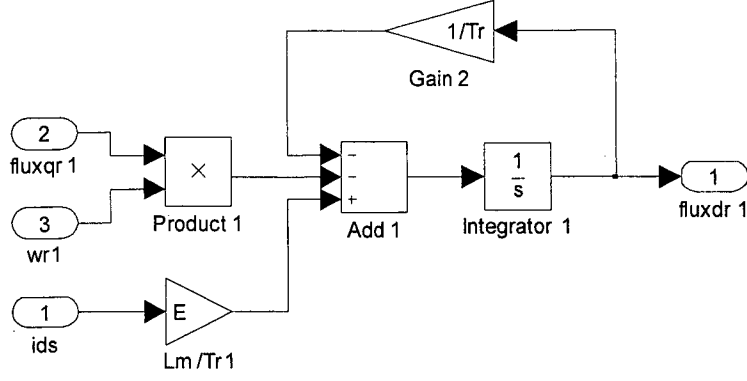 1/Tr
Gain 2
2
fluxqr 1
×
Product 1
3
wr1
−
−
+
Add 1
1
s
Integrator 1
1
fluxdr 1
1
ids
E
Lm /Tr 1